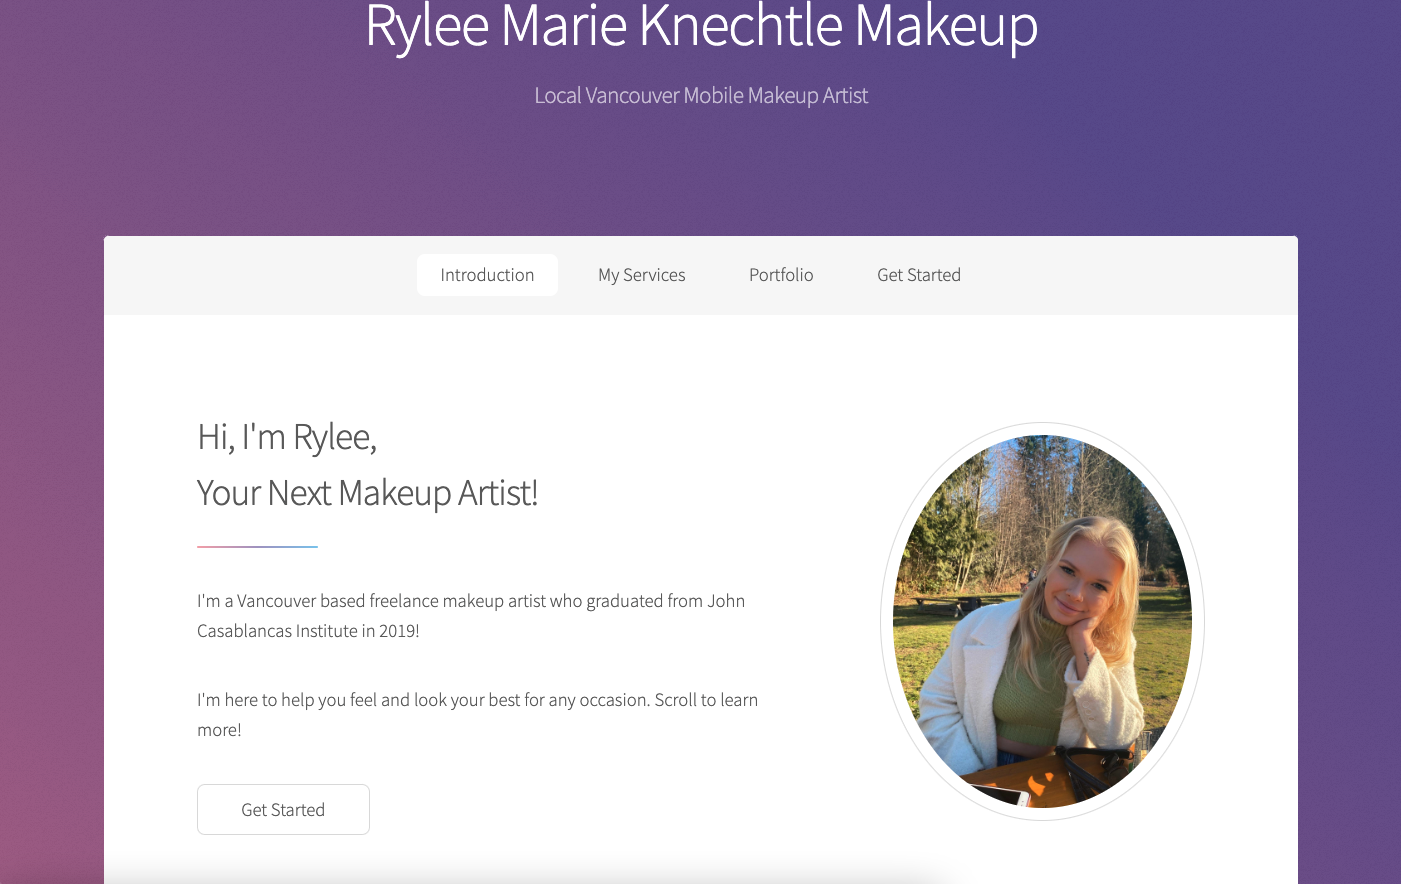 Rylee Marie Knechtle Makeup
Local Vancouver Mobile Makeup Artist
Introduction
My Services
Portfolio
Get Started
Hi, I'm Rylee,
Your Next Makeup Artist!
I'm a Vancouver based freelance makeup artist who graduated from John
Casablancas Institute in 2019!
I'm here to help you feel and look your best for any occasion. Scroll to learn
more!
Get Started